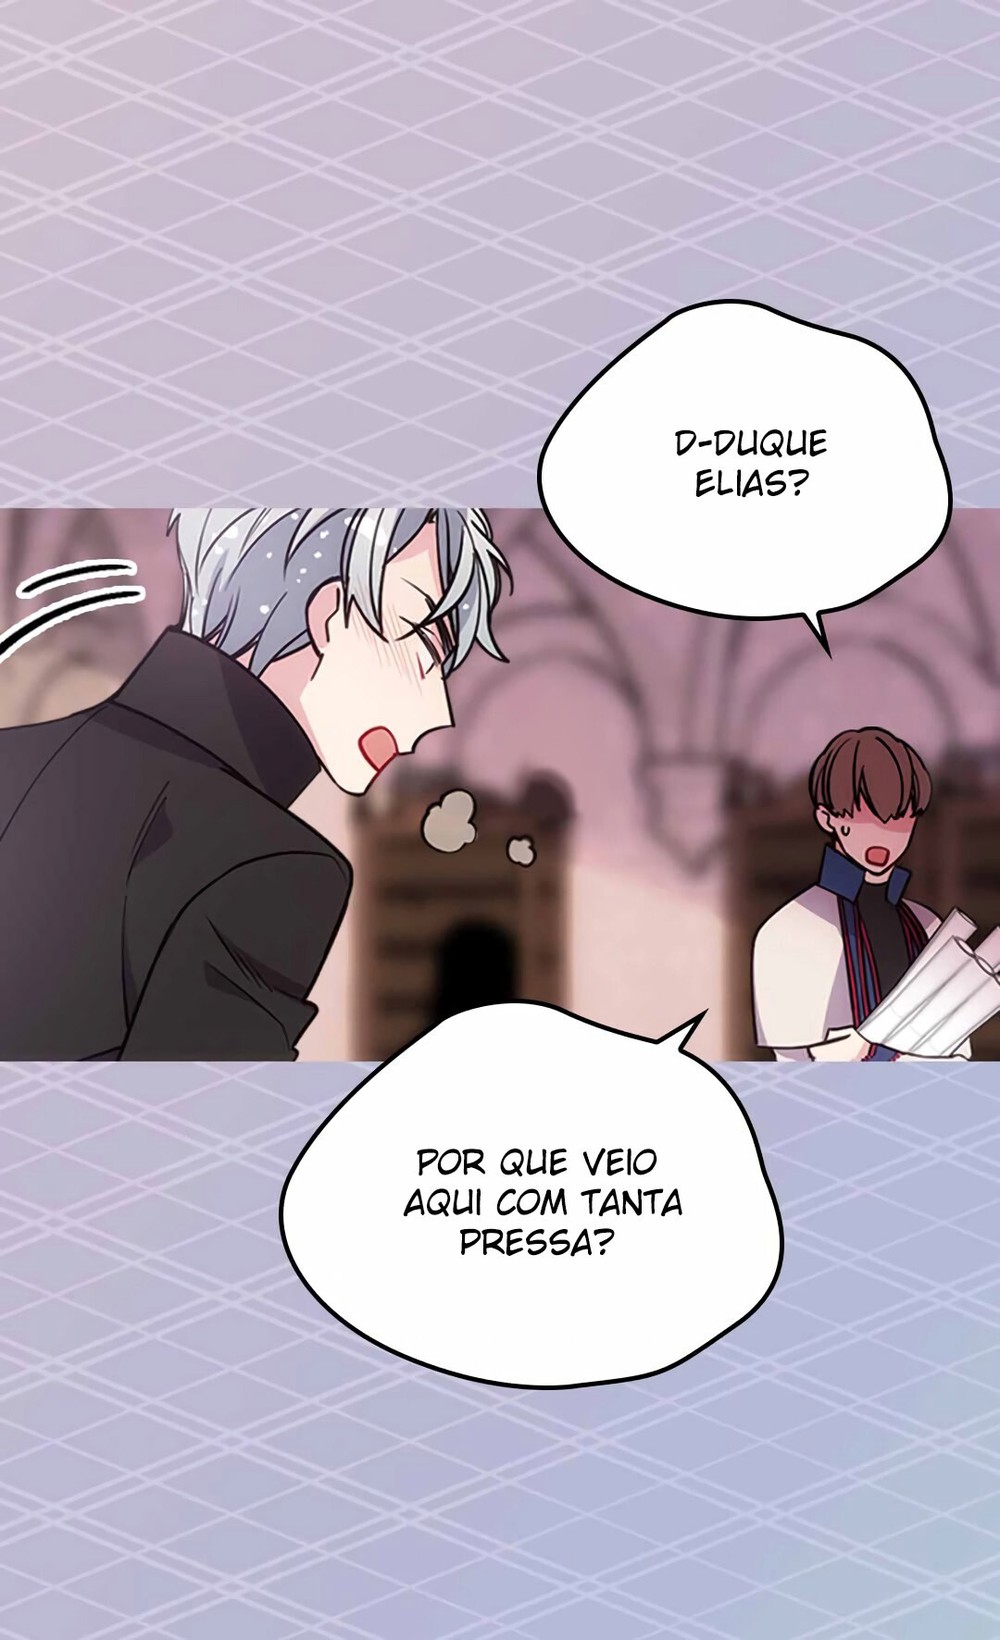 D-DUQUE
ELIAS?
POR QUE VEIO
AQUI COM TANTA
PRESSA?